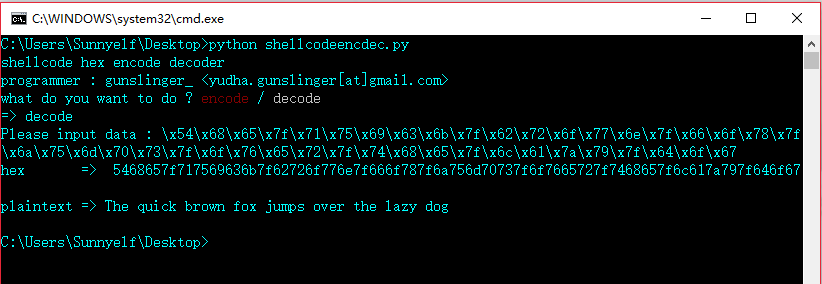 C:\WINDOWS\system32\cmd.exe
C:\Users\Sunnyelf\Desktop>python shellcodeencdec.py
shellcode hex encode decoder
programmer : gunslinger_ <yudha.gunslinger[at]gmail.com>
what do you want to do ? encode / decode
=> decode
Please input data : \x54\x68\x65\x7f\x71\x75\x69\x63\x6b\x7f\x62\x72\x6f\x77\x6e\x7f\x66\x6f\x78\x7f
\x6a\x75\x6d\x70\x73\x7f\x6f\x76\x65\x72\x7f\x74\x68\x65\x7f\x6c\x61\x7a\x79\x7f\x64\x6f\x67
hex => 5468657f717569636b7f62726f776e7f666f787f6a756d70737f6f7665727f7468657f6c617a797f646f67
plaintext => The quick brown fox jumps over the lazy dog
C:\Users\Sunnyelf\Desktop>